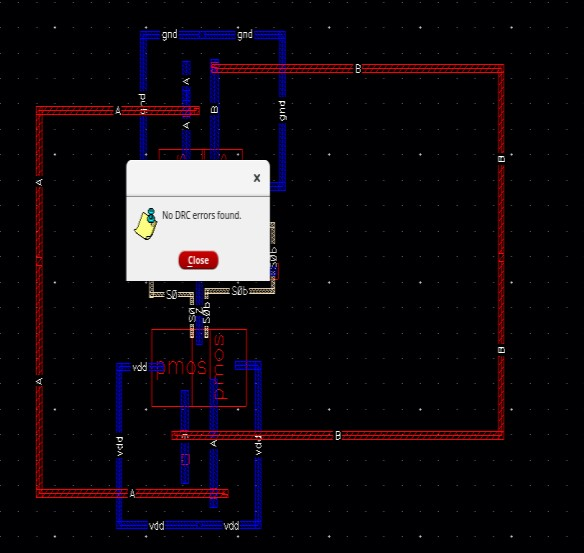 gnd gnd
B
A
gnd
A
B
gnd
A
B
A
x
No DRC errors found.
Close
S0b
S0 S0b
S0
Z
S0b
pmos
pmos
vdd
B
A
B
vdd
A
vdd
A
vdd vdd